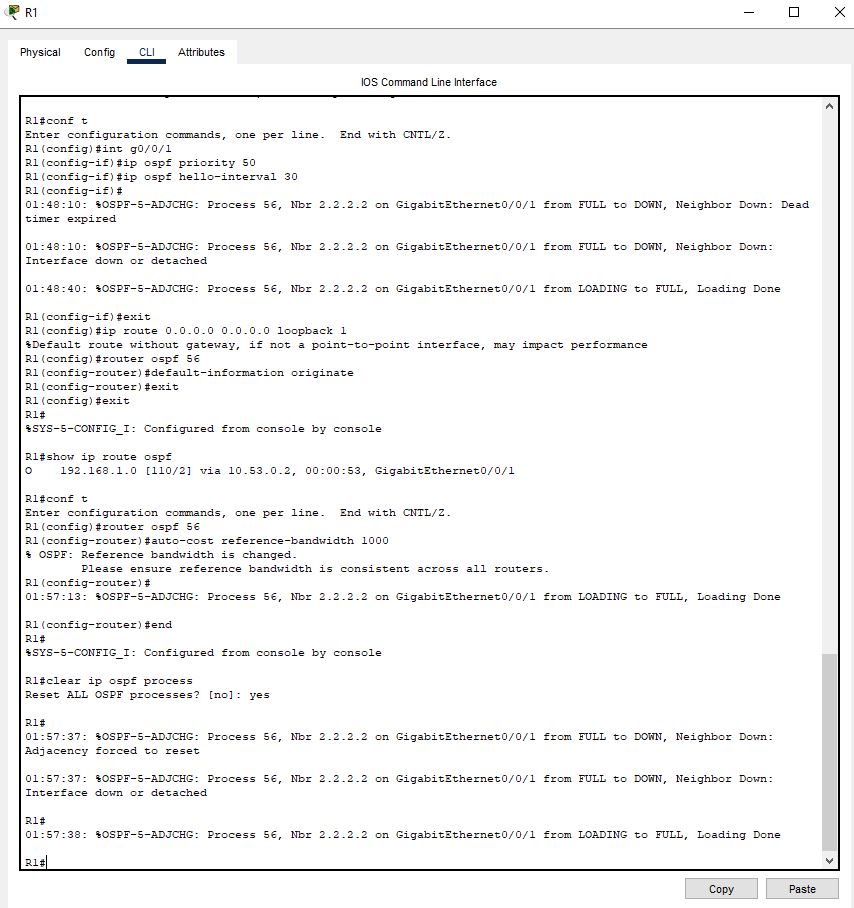 R1
Physical Config CLI Attributes
IOS Command Line Interface
R1#conf t
Enter configuration commands, one per line.  End with CNTL/Z.
R1(config)#int g0/0/1
R1(config-if)#ip ospf priority 50
R1(config-if)#ip ospf hello-interval 30
R1(config-if)#
01:48:10: %OSPF-5-ADJCHG: Process 56, Nbr 2.2.2.2 on GigabitEthernet0/0/1 from FULL to DOWN, Neighbor Down: Dead
timer expired
01:48:10: %OSPF-5-ADJCHG: Process 56, Nbr 2.2.2.2 on GigabitEthernet0/0/1 from FULL to DOWN, Neighbor Down:
Interface down or detached
01:48:40: %OSPF-5-ADJCHG: Process 56, Nbr 2.2.2.2 on GigabitEthernet0/0/1 from LOADING to FULL, Loading Done
R1(config-if)#exit
R1(config)#ip route 0.0.0.0 0.0.0.0 loopback 1
%Default route without gateway, if not a point-to-point interface, may impact performance
R1(config)#router ospf 56
R1(config-router)#default-information originate
R1(config-router)#exit
R1(config)#exit
R1#
%SYS-5-CONFIG_I: Configured from console by console
R1#show ip route ospf
O    192.168.1.0 [110/2] via 10.53.0.2, 00:00:53, GigabitEthernet0/0/1
R1#conf t
Enter configuration commands, one per line.  End with CNTL/Z.
R1(config)#router ospf 56
R1(config-router)#auto-cost reference-bandwidth 1000
% OSPF: Reference bandwidth is changed.
Please ensure reference bandwidth is consistent across all routers.
R1(config-router)#
01:57:13: %OSPF-5-ADJCHG: Process 56, Nbr 2.2.2.2 on GigabitEthernet0/0/1 from LOADING to FULL, Loading Done
R1(config-router)#end
R1#
%SYS-5-CONFIG_I: Configured from console by console
R1#clear ip ospf process
Reset ALL OSPF processes? [no]: yes
R1#
01:57:37: %OSPF-5-ADJCHG: Process 56, Nbr 2.2.2.2 on GigabitEthernet0/0/1 from FULL to DOWN, Neighbor Down:
Adjacency forced to reset
01:57:37: %OSPF-5-ADJCHG: Process 56, Nbr 2.2.2.2 on GigabitEthernet0/0/1 from FULL to DOWN, Neighbor Down:
Interface down or detached
R1#
01:57:38: %OSPF-5-ADJCHG: Process 56, Nbr 2.2.2.2 on GigabitEthernet0/0/1 from LOADING to FULL, Loading Done
R1#
Copy Paste